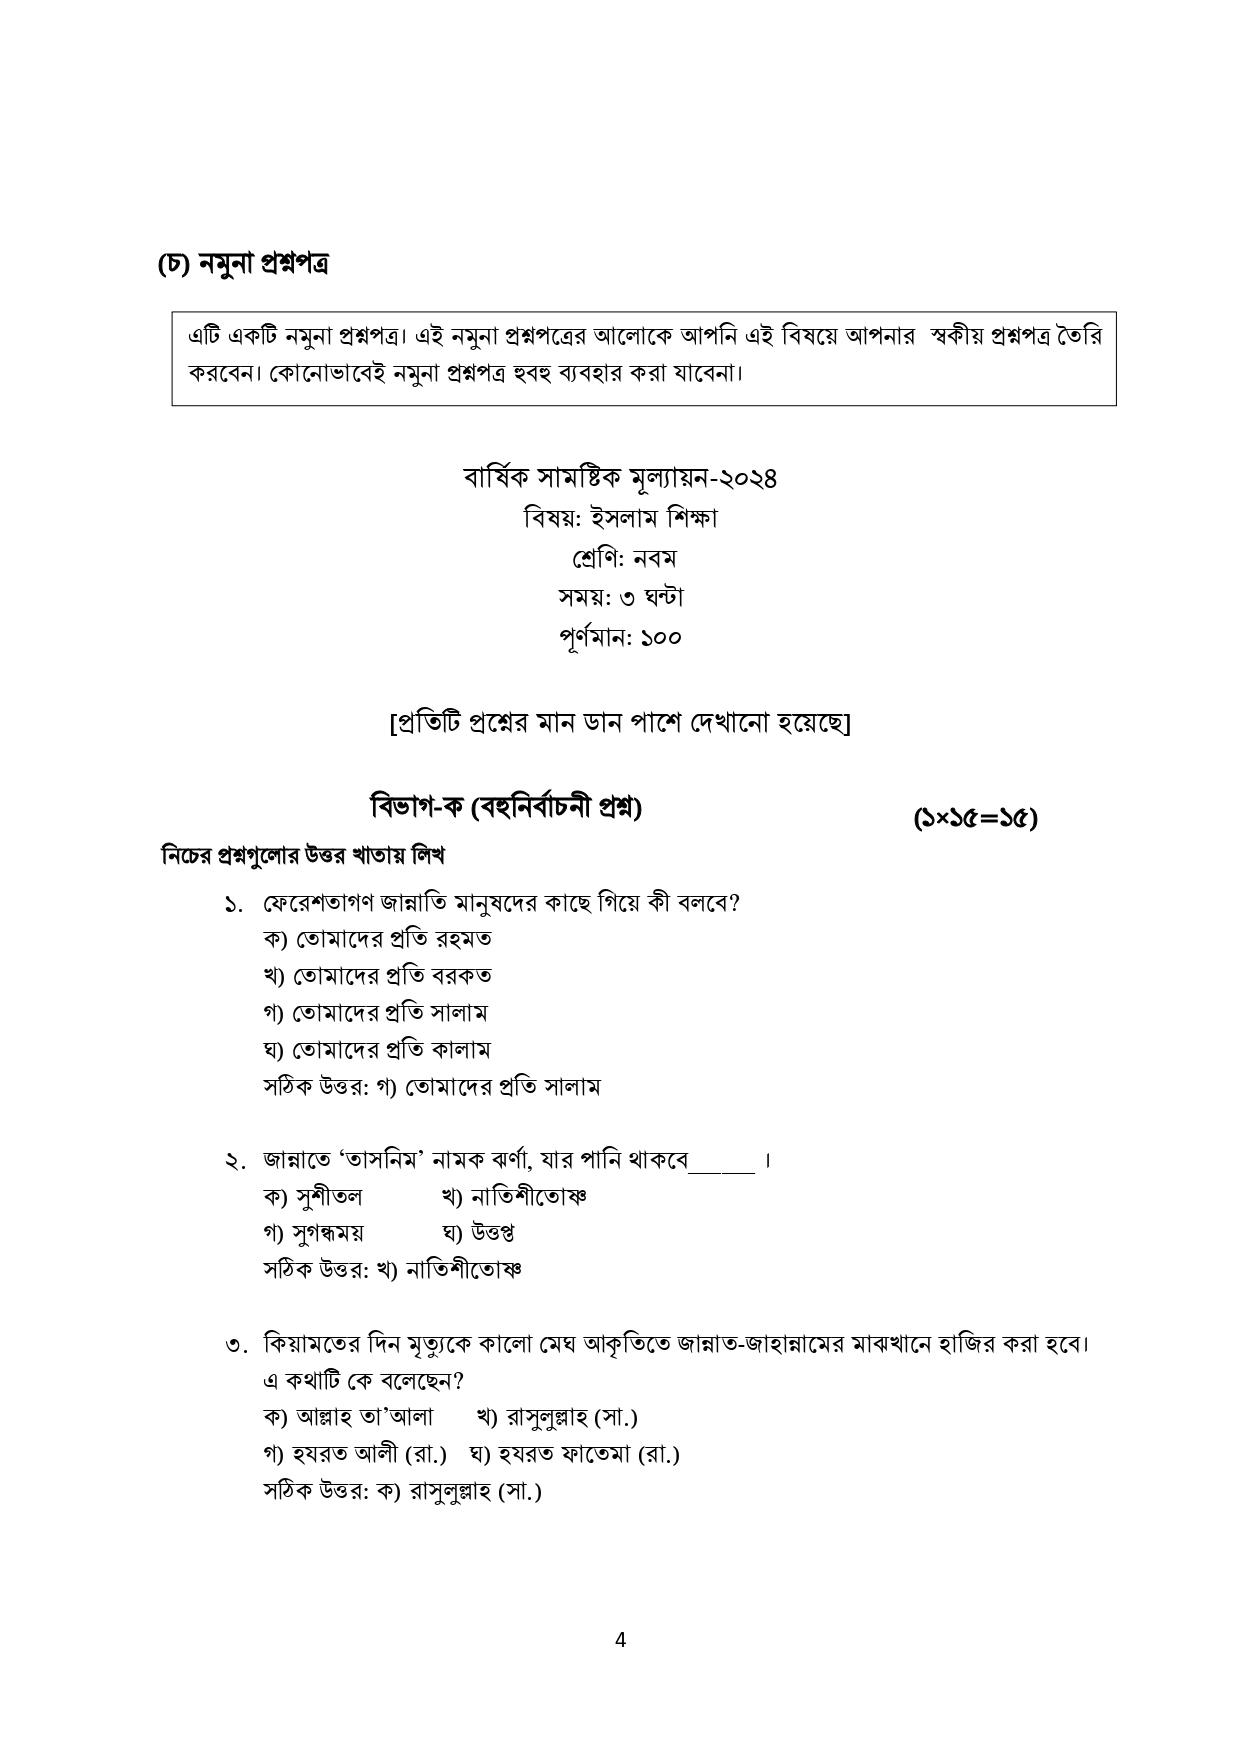 (চ) নমুনা প্রশ্নপত্র
এটি একটি নমুনা প্রশ্নপত্র। এই নমুনা প্রশ্নপত্রের আলোকে আপনি এই বিষয়ে আপনার স্বকীয় প্রশ্নপত্র তৈরি
করবেন। কোনোভাবেই নমুনা প্রশ্নপত্র হুবহু ব্যবহার করা যাবেনা।
বার্ষিক সামষ্টিক মূল্যায়ন-২০২৪
বিষয়: ইসলাম শিক্ষা
শ্রেণি: নবম
সময়: ৩ ঘন্টা
পূর্ণমান: ১০০
[প্রতিটি প্রশ্নের মান ডান পাশে দেখানো হয়েছে]
বিভাগ-ক (বহুনির্বাচনী প্রশ্ন) (১×১৫=১৫)
নিচের প্রশ্নগুলোর উত্তর খাতায় লিখ
১. ফেরেশতাগণ জান্নাতি মানুষদের কাছে গিয়ে কী বলবে?
ক) তোমাদের প্রতি রহমত
খ) তোমাদের প্রতি বরকত
গ) তোমাদের প্রতি সালাম
ঘ) তোমাদের প্রতি কালাম
সঠিক উত্তর: গ) তোমাদের প্রতি সালাম
২. জান্নাতে ‘তাসনিম’ নামক ঝর্ণা, যার পানি থাকবে_____ ।
ক) সুশীতল খ) নাতিশীতোষ্ণ
গ) সুগন্ধময় ঘ) উত্তপ্ত
সঠিক উত্তর: খ) নাতিশীতোষ্ণ
৩. কিয়ামতের দিন মৃত্যুকে কালো মেঘ আকৃতিতে জান্নাত-জাহান্নামের মাঝখানে হাজির করা হবে।
এ কথাটি কে বলেছেন?
ক) আল্লাহ তা’আলা খ) রাসুলুল্লাহ (সা.)
গ) হযরত আলী (রা.) ঘ) হযরত ফাতেমা (রা.)
সঠিক উত্তর: ক) রাসুলুল্লাহ (সা.)
4